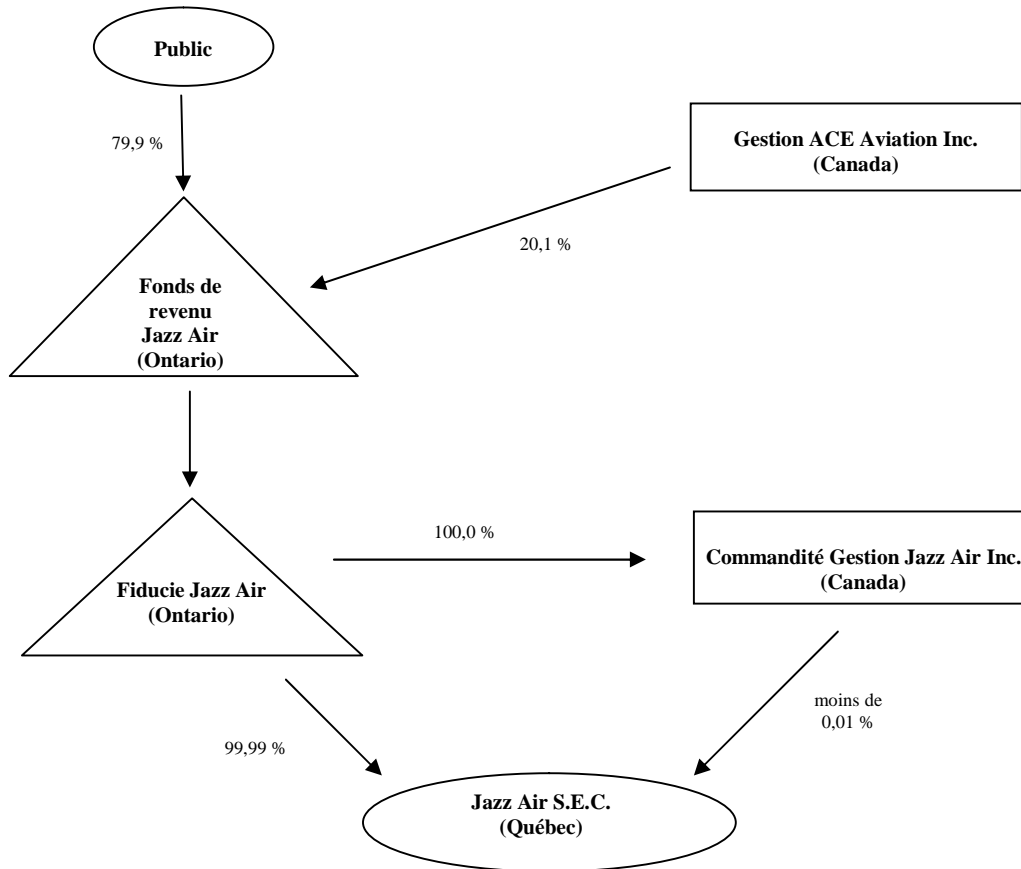 Public
79,9 %
Gestion ACE Aviation Inc.
(Canada)
20,1 %
Fonds de
revenu
Jazz Air
(Ontario)
100,0 %
Commandité Gestion Jazz Air Inc.
(Canada)
Fiducie Jazz Air
(Ontario)
moins de
0,01 %
99,99 %
Jazz Air S.E.C.
(Québec)